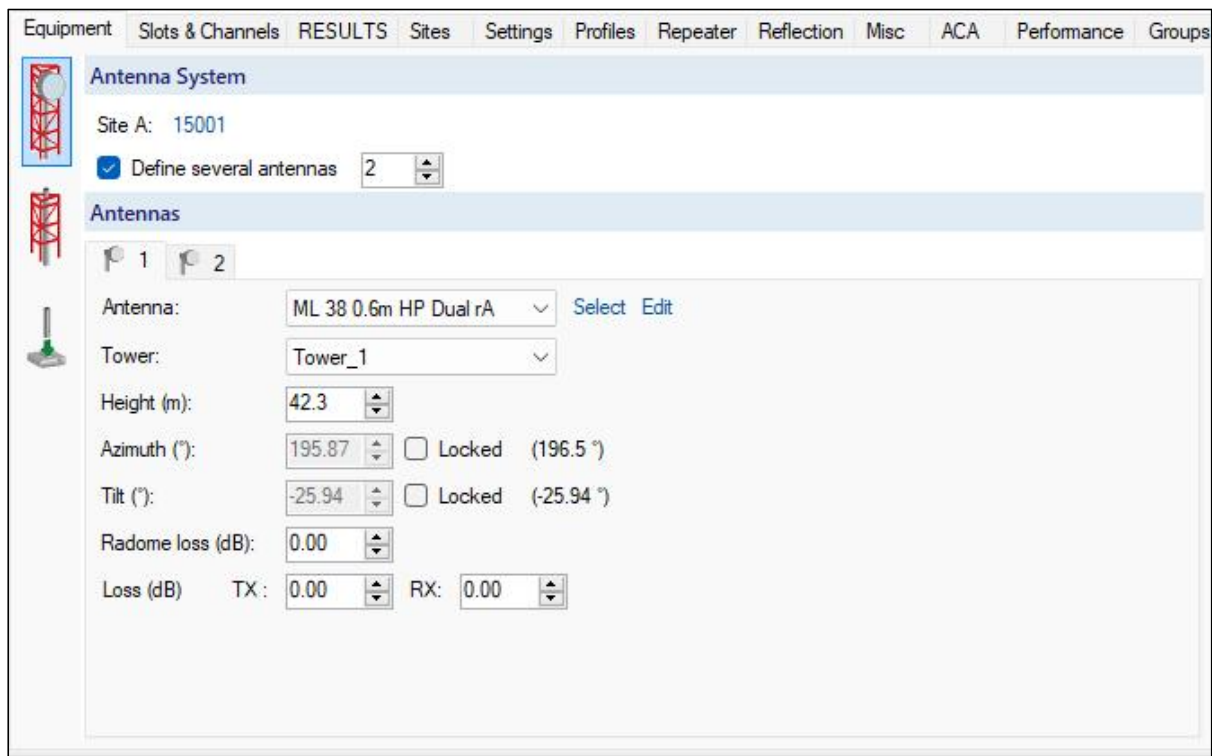 Equipment Slots & Channels RESULTS Sites Settings Profiles Repeater Reflection Misc ACA Performance Groups
Antenna System
Site A: 15001
Define several antennas 2
Antennas
1 2
Antenna: ML 38 0.6m HP Dual rA Select Edit
Tower: Tower_1
Height (m): 42.3
Azimuth (°): 195.87 Locked (196.5 °)
Tilt (°): -25.94 Locked (-25.94 °)
Radome loss (dB): 0.00
Loss (dB) TX : 0.00 RX: 0.00